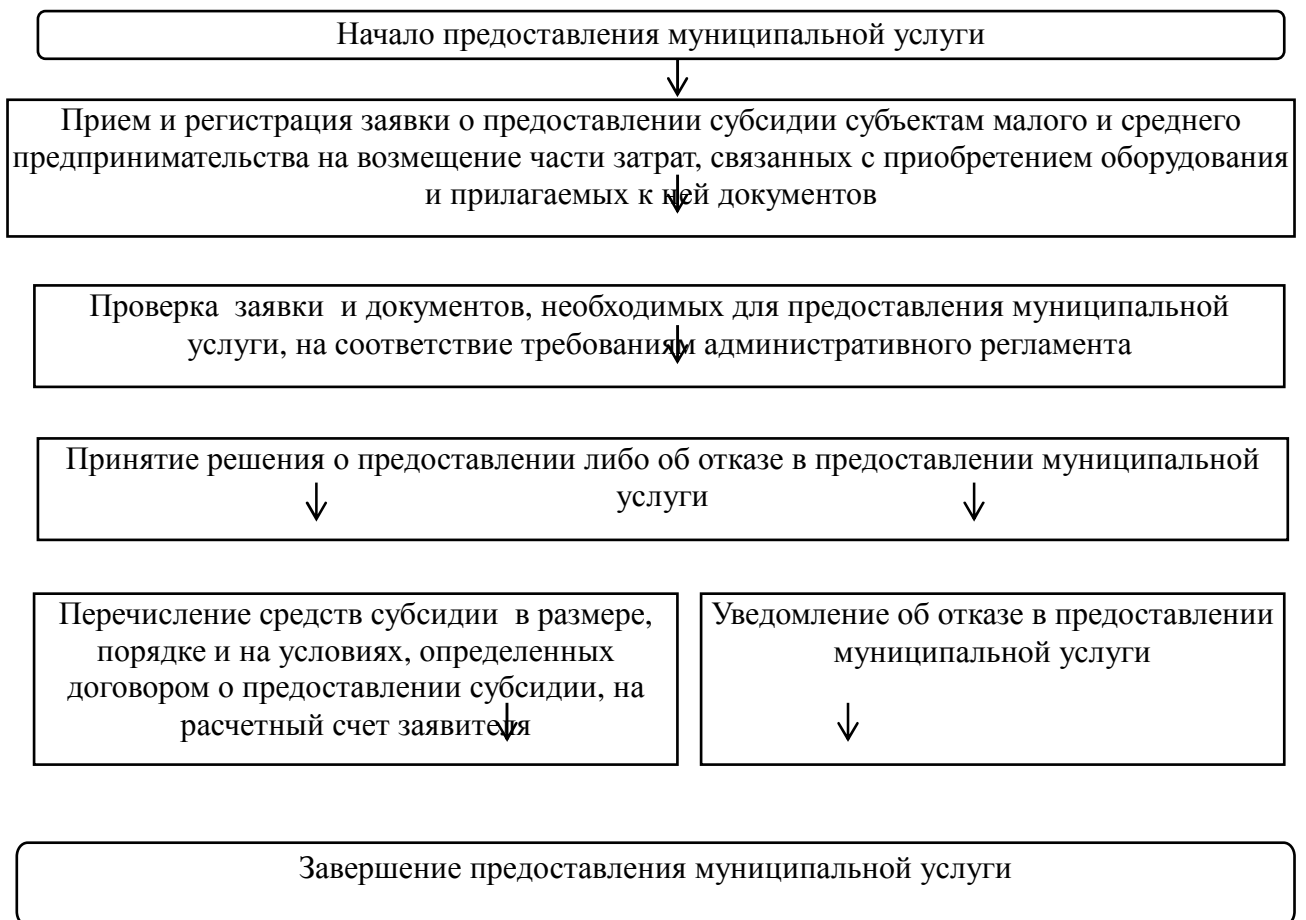 Начало предоставления муниципальной услуги
Прием и регистрация заявки о предоставлении субсидии субъектам малого и среднего
предпринимательства на возмещение части затрат, связанных с приобретением оборудования
и прилагаемых к ней документов
Проверка заявки и документов, необходимых для предоставления муниципальной
услуги, на соответствие требованиям административного регламента
Принятие решения о предоставлении либо об отказе в предоставлении муниципальной
услуги
Перечисление средств субсидии в размере,
порядке и на условиях, определенных
договором о предоставлении субсидии, на
расчетный счет заявителя
Уведомление об отказе в предоставлении
муниципальной услуги
Завершение предоставления муниципальной услуги